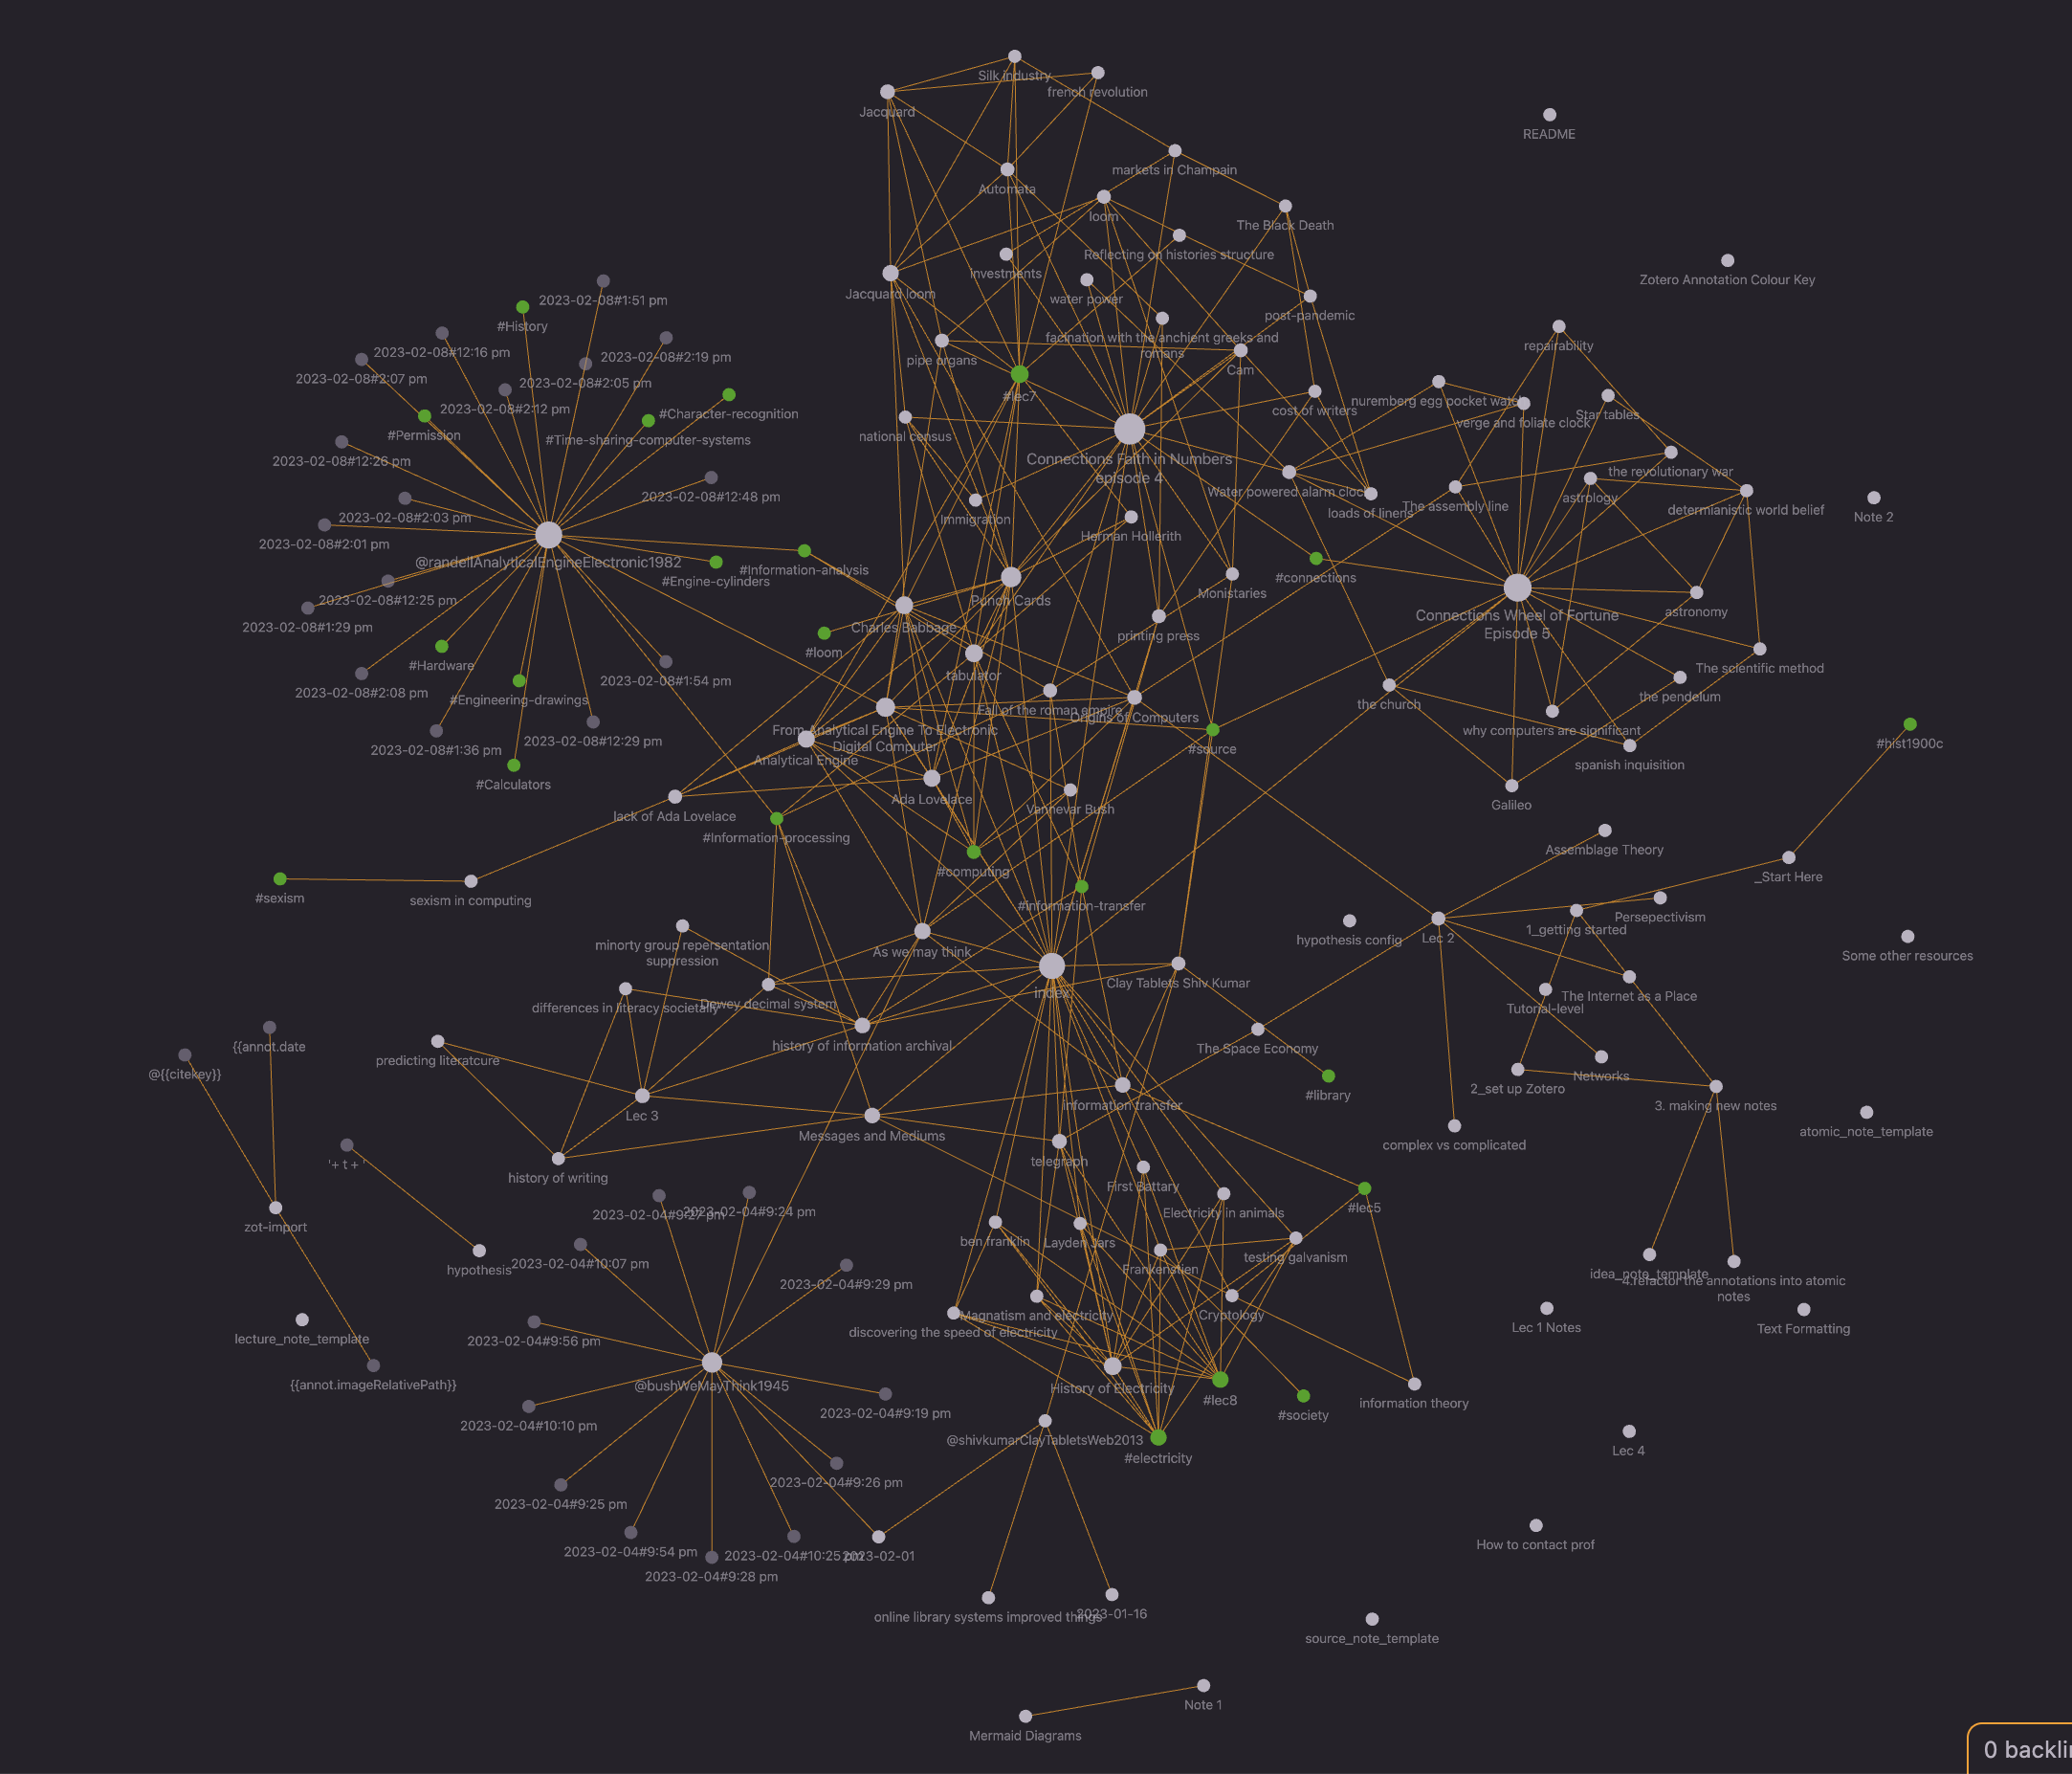 Silk industry
french revolution
Jacquard
README
markets in Champain
Automata
loom
The Black Death
Reflecting on histories structure
investments
Zotero Annotation Colour Key
Jacquard loom
water power
2023-02-08#1:51 pm
post-pandemic
#History
facination with the anchient greeks and
romans
repairability
2023-02-08#12:16 pm
2023-02-08#2:19 pm
pipe organs
Cam
2023-02-08#2:07 pm
2023-02-08#2:05 pm
#lec7
nuremberg egg pocket watch
2023-02-08#2:12 pm
#Character-recognition
cost of writers
Star tables
verge and foliate clock
#Permission
#Time-sharing-computer-systems
national census
2023-02-08#12:26 pm
Connections Faith in Numbers
episode 4
the revolutionary war
2023-02-08#12:48 pm
Water powered alarm clock
astrology
The assembly line
determianistic world belief
loads of linens
2023-02-08#2:03 pm
Immigration
Note 2
Herman Hollerith
2023-02-08#2:01 pm
@randellAnalyticalEngineElectronic1982
#Information-analysis
#Engine-cylinders
#connections
2023-02-08#12:25 pm
Punch Cards
Monistaries
astronomy
Connections Wheel of Fortune
Episode 5
2023-02-08#1:29 pm
Charles Babbage
printing press
#loom
#Hardware
The scientific method
tabulator
2023-02-08#2:08 pm
2023-02-08#1:54 pm
#Engineering-drawings
the pendelum
the church
Fall of the roman empire
Origins of Computers
From Analytical Engine To Electronic
Digital Computer
why computers are significant
2023-02-08#12:29 pm
2023-02-08#1:36 pm
#source
#hist1900c
Analytical Engine
spanish inquisition
#Calculators
Ada Lovelace
Galileo
Vannevar Bush
lack of Ada Lovelace
#Information-processing
Assemblage Theory
#computing
_Start Here
#sexism
sexism in computing
#information-transfer
Persepectivism
1_getting started
hypothesis config
Lec 2
minorty group repersentation
suppression
As we may think
Some other resources
index
Clay Tablets Shiv Kumar
The Internet as a Place
Dewey decimal system
differences in literacy societally
Tutorial-level
history of information archival
{{annot.date
The Space Economy
predicting literatcure
@{{citekey}}
Networks
2_set up Zotero
#library
information transfer
3. making new notes
Lec 3
Messages and Mediums
atomic_note_template
complex vs complicated
telegraph
'+ t + '
history of writing
First Battary
#lec5
2023-02-04#9:27 pm
2023-02-04#9:24 pm
Electricity in animals
zot-import
ben franklin
Layden Jars
testing galvanism
hypothesis
2023-02-04#10:07 pm
Frankenstien
idea_note_template
4.refactor the annotations into atomic
notes
2023-02-04#9:29 pm
Magnatism and electricity
Cryptology
Lec 1 Notes
Text Formatting
discovering the speed of electricity
lecture_note_template
2023-02-04#9:56 pm
{{annot.imageRelativePath}}
@bushWeMayThink1945
History of Electricity
#lec8
information theory
2023-02-04#9:19 pm
#society
2023-02-04#10:10 pm
@shivkumarClayTabletsWeb2013
Lec 4
#electricity
2023-02-04#9:26 pm
2023-02-04#9:25 pm
How to contact prof
2023-02-04#9:54 pm
2023-02-04#10:25 pm
2023-02-01
2023-02-04#9:28 pm
online library systems improved things
2023-01-16
source_note_template
Note 1
Mermaid Diagrams
0 backlin